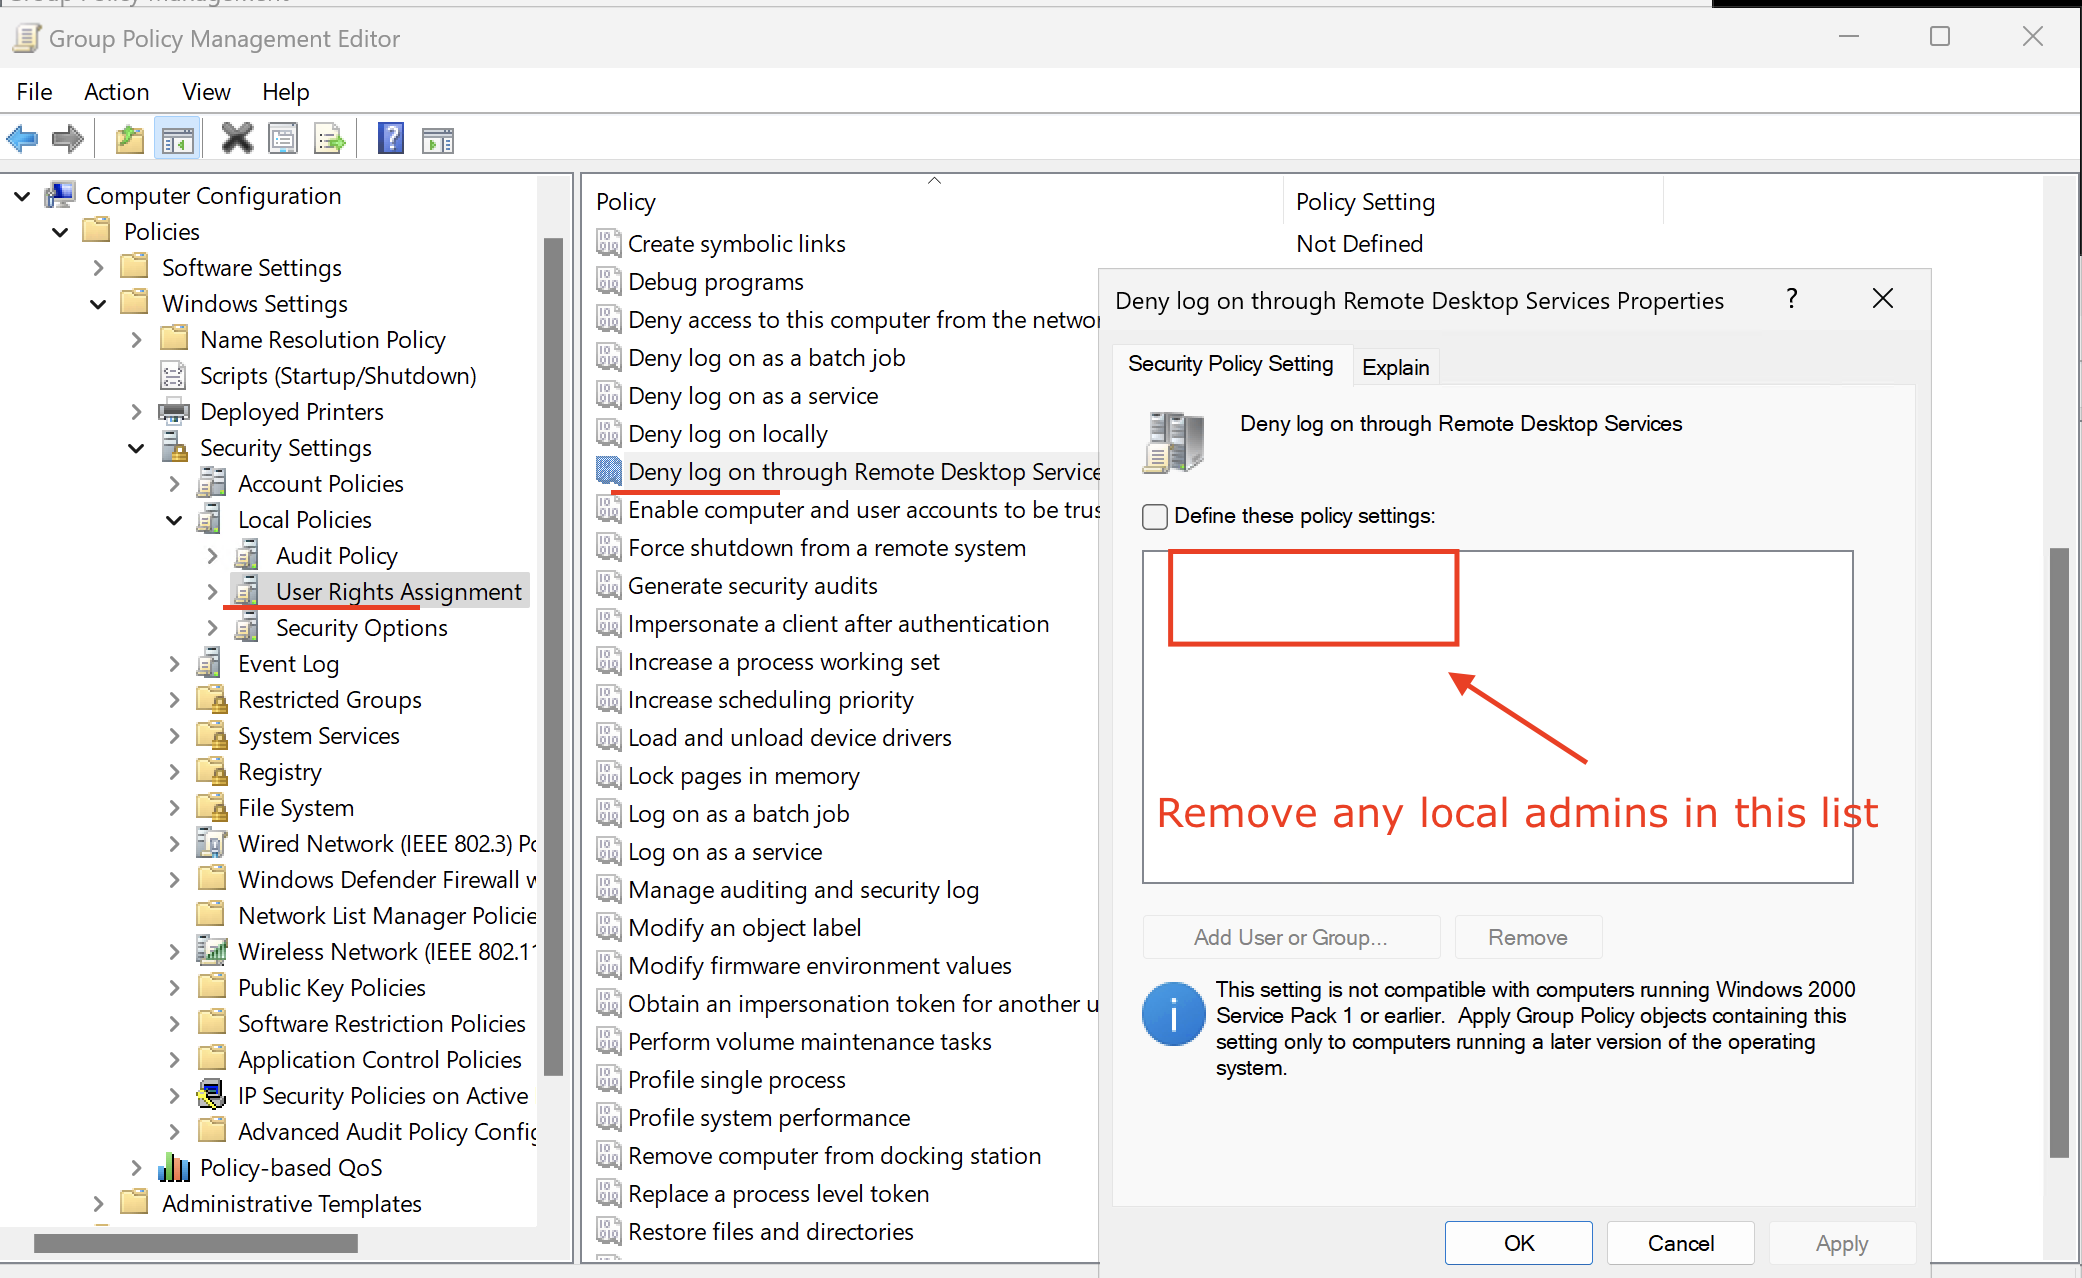 Group Policy Management Editor
File Action View Help
Computer Configuration
Policies
Software Settings
Windows Settings
Name Resolution Policy
Scripts (Startup/Shutdown)
Deployed Printers
Security Settings
Account Policies
Local Policies
Audit Policy
User Rights Assignment
Security Options
Event Log
Restricted Groups
System Services
Registry
File System
Wired Network (IEEE 802.3) Po
Windows Defender Firewall w
Network List Manager Policie
Wireless Network (IEEE 802.11
Public Key Policies
Software Restriction Policies
Application Control Policies
IP Security Policies on Active
Advanced Audit Policy Config
Policy-based QoS
Administrative Templates
Policy Policy Setting
Create symbolic links Not Defined
Debug programs
Deny access to this computer from the networ
Deny log on as a batch job
Deny log on as a service
Deny log on locally
Deny log on through Remote Desktop Service
Enable computer and user accounts to be trus
Force shutdown from a remote system
Generate security audits
Impersonate a client after authentication
Increase a process working set
Increase scheduling priority
Load and unload device drivers
Lock pages in memory
Log on as a batch job
Log on as a service
Manage auditing and security log
Modify an object label
Modify firmware environment values
Obtain an impersonation token for another u
Perform volume maintenance tasks
Profile single process
Profile system performance
Remove computer from docking station
Replace a process level token
Restore files and directories
Deny log on through Remote Desktop Services Properties ?
Security Policy Setting Explain
Deny log on through Remote Desktop Services
Define these policy settings:
Remove any local admins in this list
Add User or Group... Remove
This setting is not compatible with computers running Windows 2000
Service Pack 1 or earlier. Apply Group Policy objects containing this
setting only to computers running a later version of the operating
system.
OK Cancel Apply